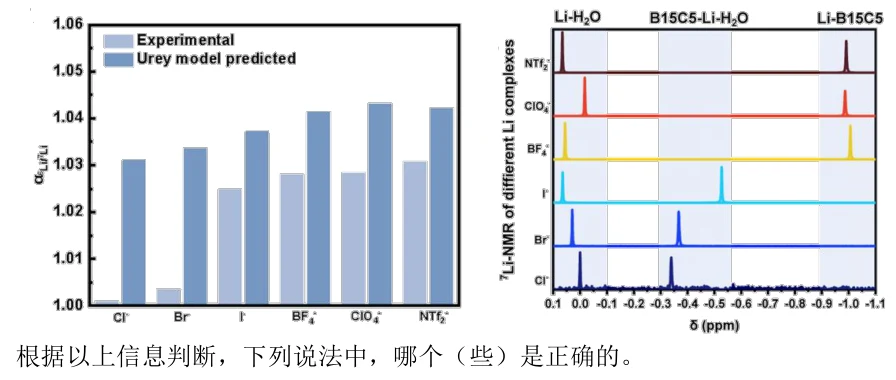 1.06
1.05
1.04
1.03
1.02
1.01
1.00
α⁶Li/⁷Li
Experimental
Urey model predicted
Cl⁻
Br⁻
I⁻
BF₄⁻
ClO₄⁻
NTf₂⁻
Li-H₂O
B15C5-Li-H₂O
Li-B15C5
⁷Li-NMR of diffierent Li complexes
NTf₂⁻
ClO₄⁻
BF₄⁻
I⁻
Br⁻
Cl⁻
0.1 0.0 -0.1 -0.2 -0.3 -0.4 -0.5 -0.6 -0.7 -0.8 -0.9 -1.0 -1.1
δ (ppm)
根据以上信息判断，下列说法中，哪个（些）是正确的。